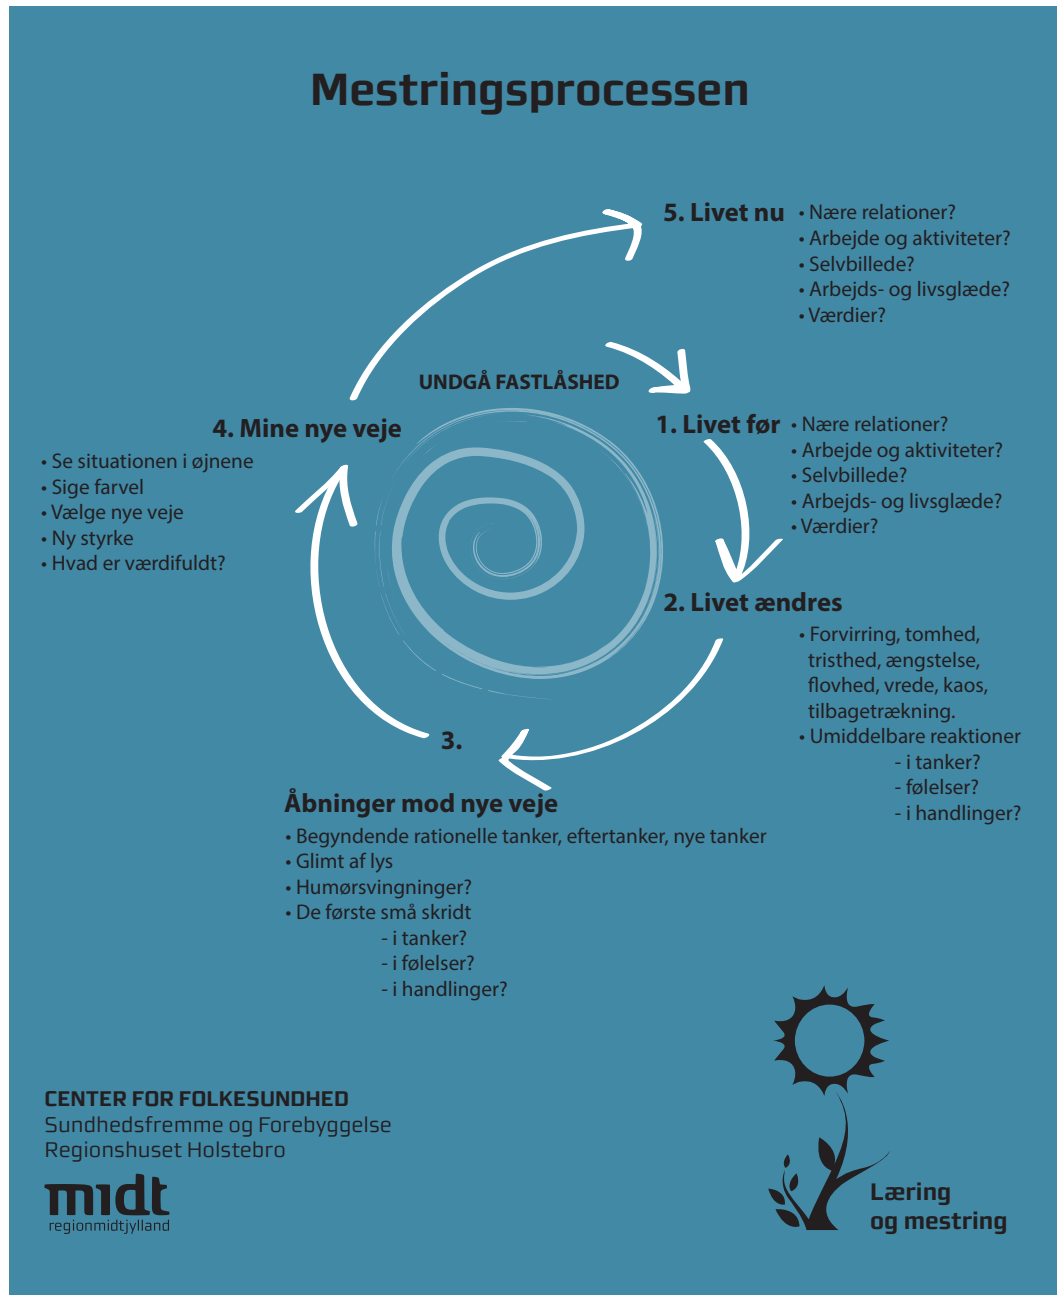 Mestringsprocessen
5. Livet nu
• Nære relationer?
• Arbejde og aktiviteter?
• Selvbillede?
• Arbejds- og livsglæde?
• Værdier?
UNDGÅ FASTLÅSHED
1. Livet før
• Nære relationer?
• Arbejde og aktiviteter?
• Selvbillede?
• Arbejds- og livsglæde?
• Værdier?
4. Mine nye veje
• Se situationen i øjnene
• Sige farvel
• Vælge nye veje
• Ny styrke
• Hvad er værdifuldt?
2. Livet ændres
• Forvirring, tomhed,
tristhed, ængstelse,
flovhed, vrede, kaos,
tilbagetrækning.
• Umiddelbare reaktioner
- i tanker?
- følelser?
- i handlinger?
3.
Åbninger mod nye veje
• Begyndende rationelle tanker, eftertanker, nye tanker
• Glimt af lys
• Humørsvingninger?
• De første små skridt
- i tanker?
- i følelser?
- i handlinger?
CENTER FOR FOLKESUNDHED
Sundhedsfremme og Forebyggelse
Regionshuset Holstebro
midt
regionmidtjylland
Læring
og mestring